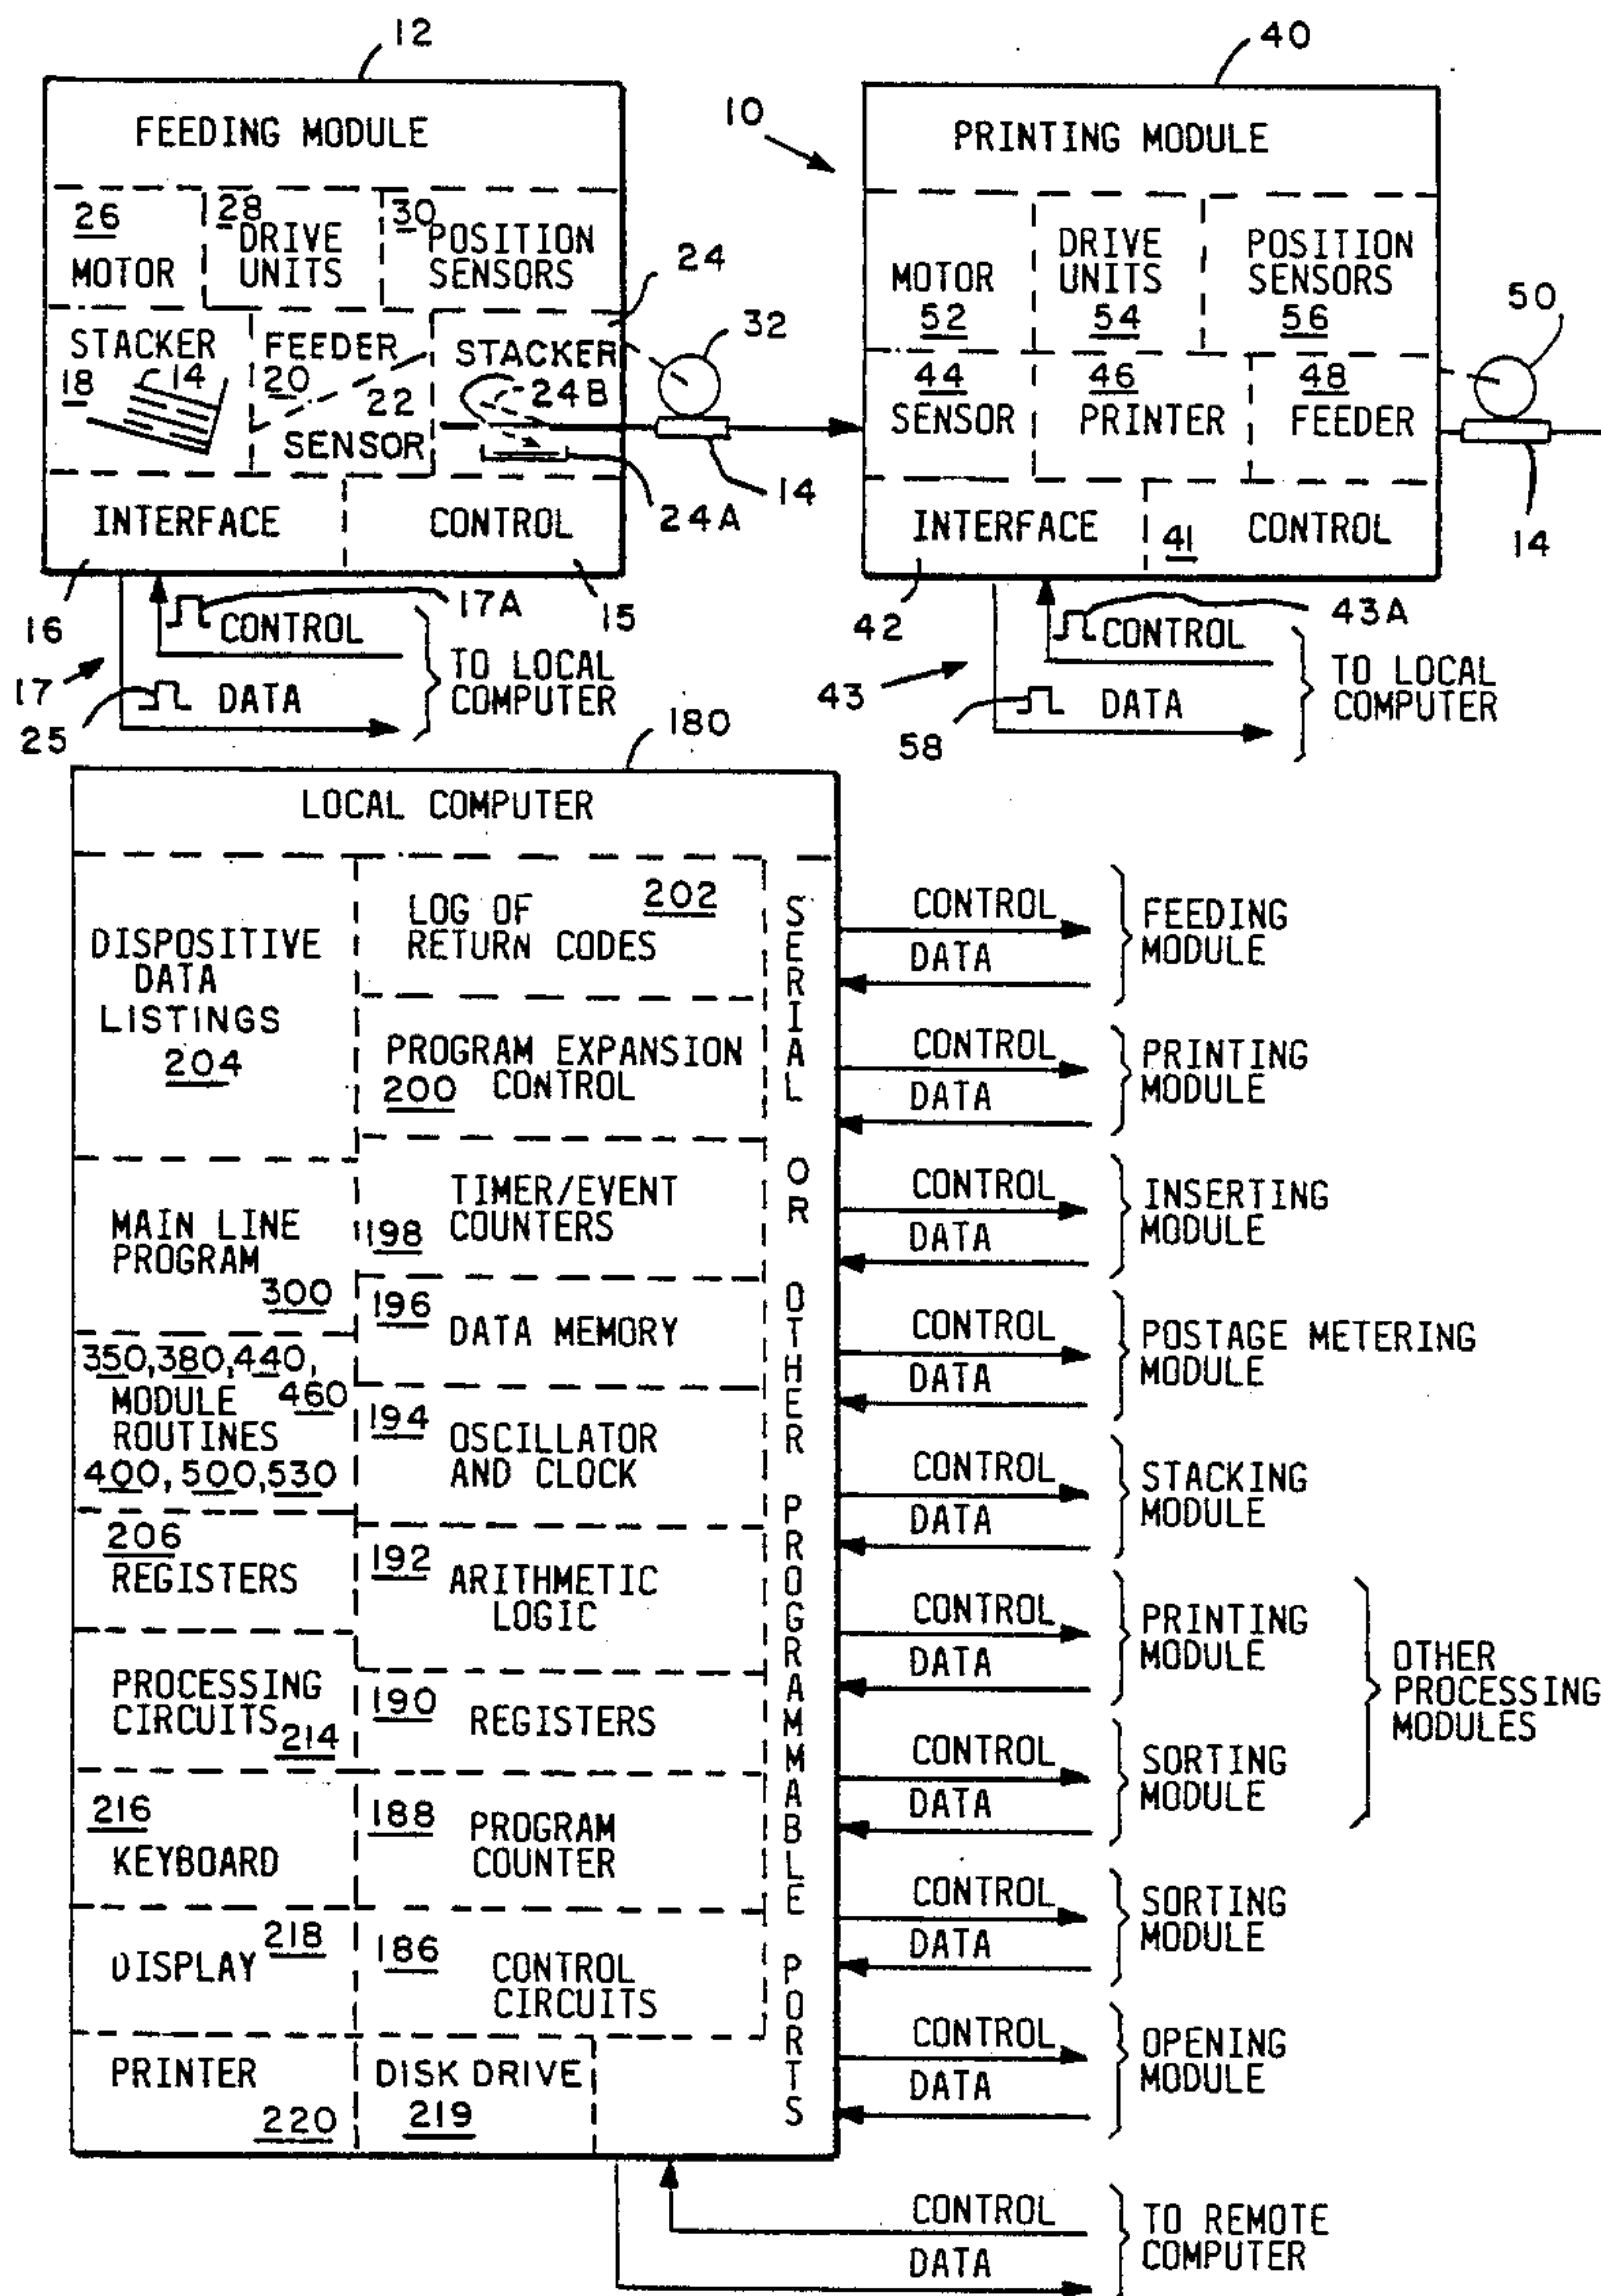 12
FEEDING MODULE
26
MOTOR
28
DRIVE
UNITS
30
POSITION
SENSORS
24
STACKER
18
14
FEEDER
20
22
SENSOR
STACKER
24B
32
INTERFACE
CONTROL
24A
14
16
17A
15
CONTROL
17
DATA
25
TO LOCAL
COMPUTER
10
40
PRINTING MODULE
MOTOR
52
DRIVE
UNITS
54
POSITION
SENSORS
56
50
44
SENSOR
46
PRINTER
48
FEEDER
INTERFACE
41
CONTROL
14
42
43A
CONTROL
43
DATA
58
TO LOCAL
COMPUTER
180
LOCAL COMPUTER
DISPOSITIVE
DATA
LISTINGS
204
MAIN LINE
PROGRAM
300
350,380,440,
MODULE 460
ROUTINES
400,500,530
206
REGISTERS
PROCESSING
CIRCUITS
214
216
KEYBOARD
DISPLAY 218
PRINTER
220
LOG OF 202
RETURN CODES
PROGRAM EXPANSION
200 CONTROL
TIMER/EVENT
198 COUNTERS
196
DATA MEMORY
194
OSCILLATOR
AND CLOCK
192
ARITHMETIC
LOGIC
190
REGISTERS
188
PROGRAM
COUNTER
186
CONTROL
CIRCUITS
DISK DRIVE
219
SERIAL OR OTHER PROGRAMMABLE PORTS
CONTROL
DATA
FEEDING
MODULE
CONTROL
DATA
PRINTING
MODULE
CONTROL
DATA
INSERTING
MODULE
CONTROL
DATA
POSTAGE METERING
MODULE
CONTROL
DATA
STACKING
MODULE
CONTROL
DATA
PRINTING
MODULE
CONTROL
DATA
SORTING
MODULE
OTHER
PROCESSING
MODULES
CONTROL
DATA
SORTING
MODULE
CONTROL
DATA
OPENING
MODULE
CONTROL
DATA
TO REMOTE
COMPUTER